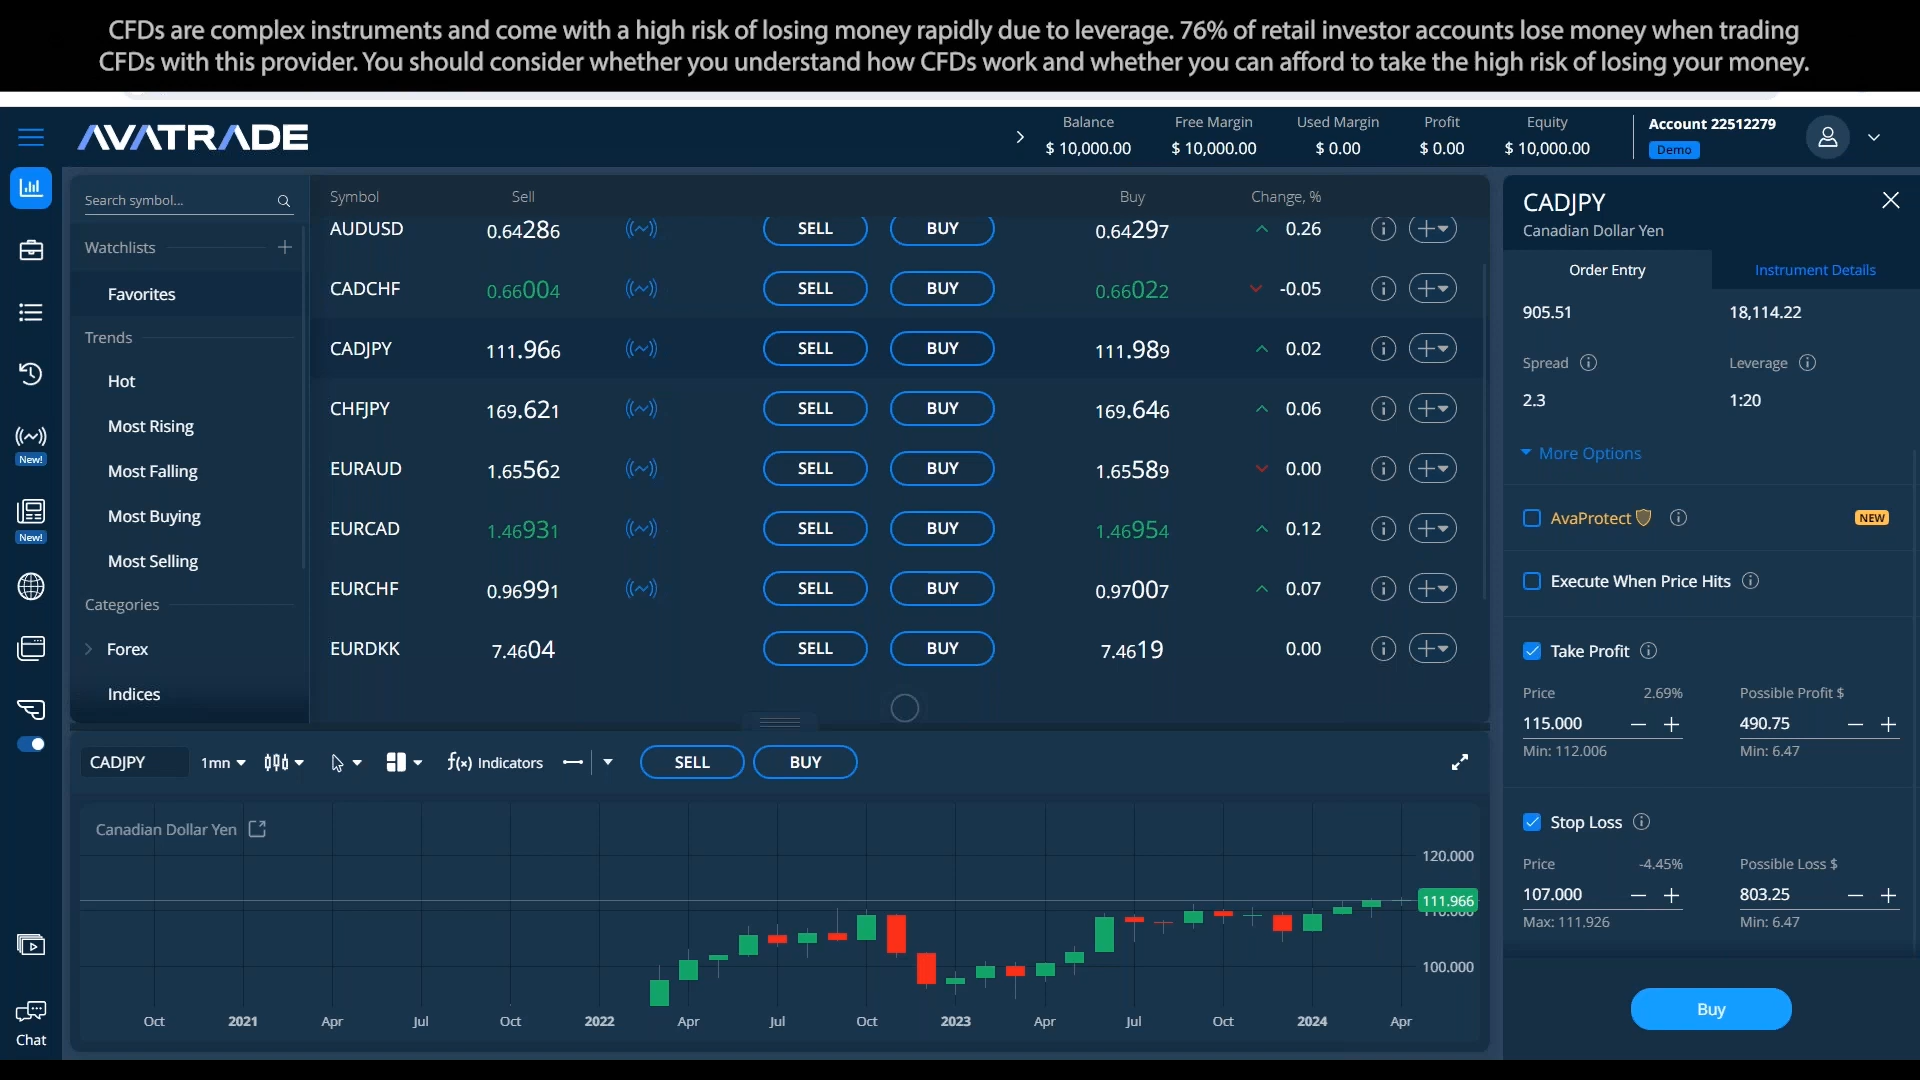 CFDs are complex instruments and come with a high risk of losing money rapidly due to leverage. 76% of retail investor accounts lose money when trading
CFDs with this provider. You should consider whether you understand how CFDs work and whether you can afford to take the high risk of losing your money.
AVATRADE
Balance Free Margin Used Margin Profit Equity
$ 10,000.00 $ 10,000.00 $ 0.00 $ 0.00 $ 10,000.00
Account 22512279
Demo
Search symbol...
Watchlists
Favorites
Trends
Hot
Most Rising
Most Falling
Most Buying
Most Selling
Categories
Forex
Indices
New!
New!
Chat
Symbol Sell Buy Change, %
AUDUSD 0.64286 SELL BUY 0.64297 0.26
CADCHF 0.66004 SELL BUY 0.66022 -0.05
CADJPY 111.966 SELL BUY 111.989 0.02
CHFJPY 169.621 SELL BUY 169.646 0.06
EURAUD 1.65562 SELL BUY 1.65589 0.00
EURCAD 1.46931 SELL BUY 1.46954 0.12
EURCHF 0.96991 SELL BUY 0.97007 0.07
EURDKK 7.4604 SELL BUY 7.4619 0.00
CADJPY 1mn f(x) Indicators SELL BUY
Canadian Dollar Yen
120.000
111.966
100.000
Oct 2021 Apr Jul Oct 2022 Apr Jul Oct 2023 Apr Jul Oct 2024 Apr
CADJPY
Canadian Dollar Yen
Order Entry Instrument Details
905.51 18,114.22
Spread Leverage
2.3 1:20
More Options
AvaProtect NEW
Execute When Price Hits
Take Profit
Price 2.69% Possible Profit $
115.000 490.75
Min: 112.006 Min: 6.47
Stop Loss
Price -4.45% Possible Loss $
107.000 803.25
Max: 111.926 Min: 6.47
Buy